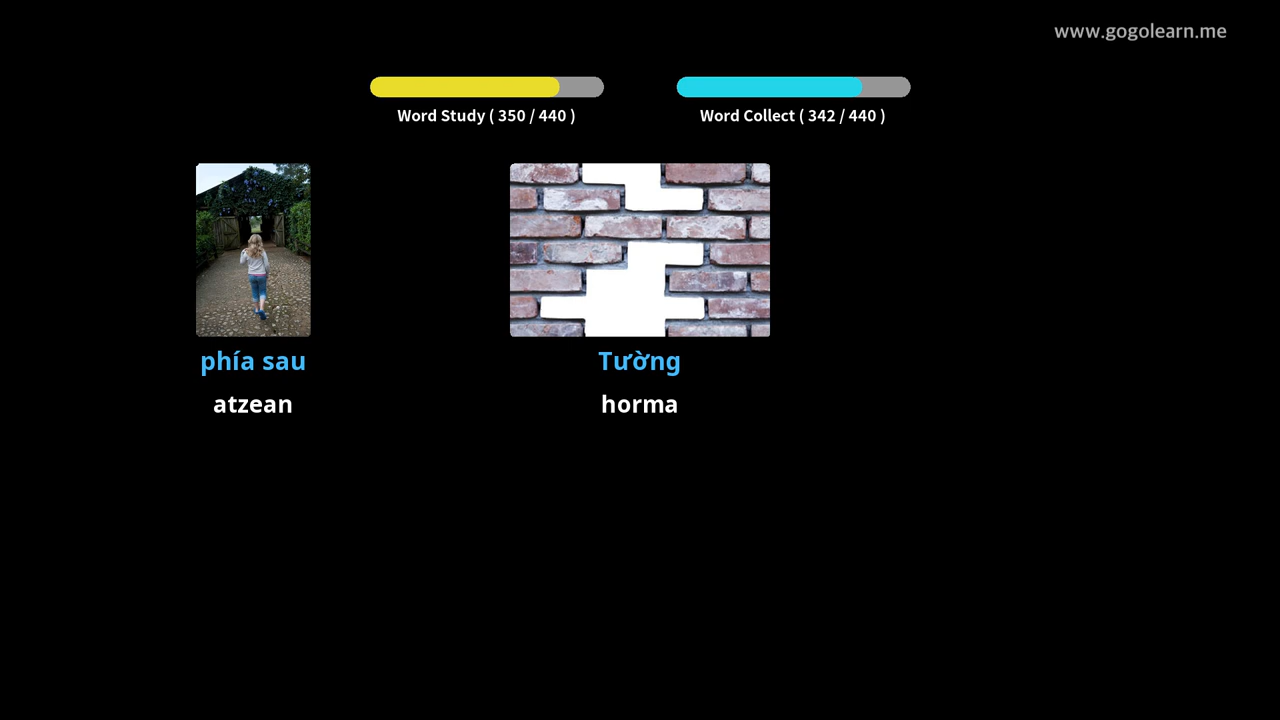 www.gogolearn.me
Word Study ( 350 / 440 )
Word Collect ( 342 / 440 )
phía sau
Tường
atzean
horma